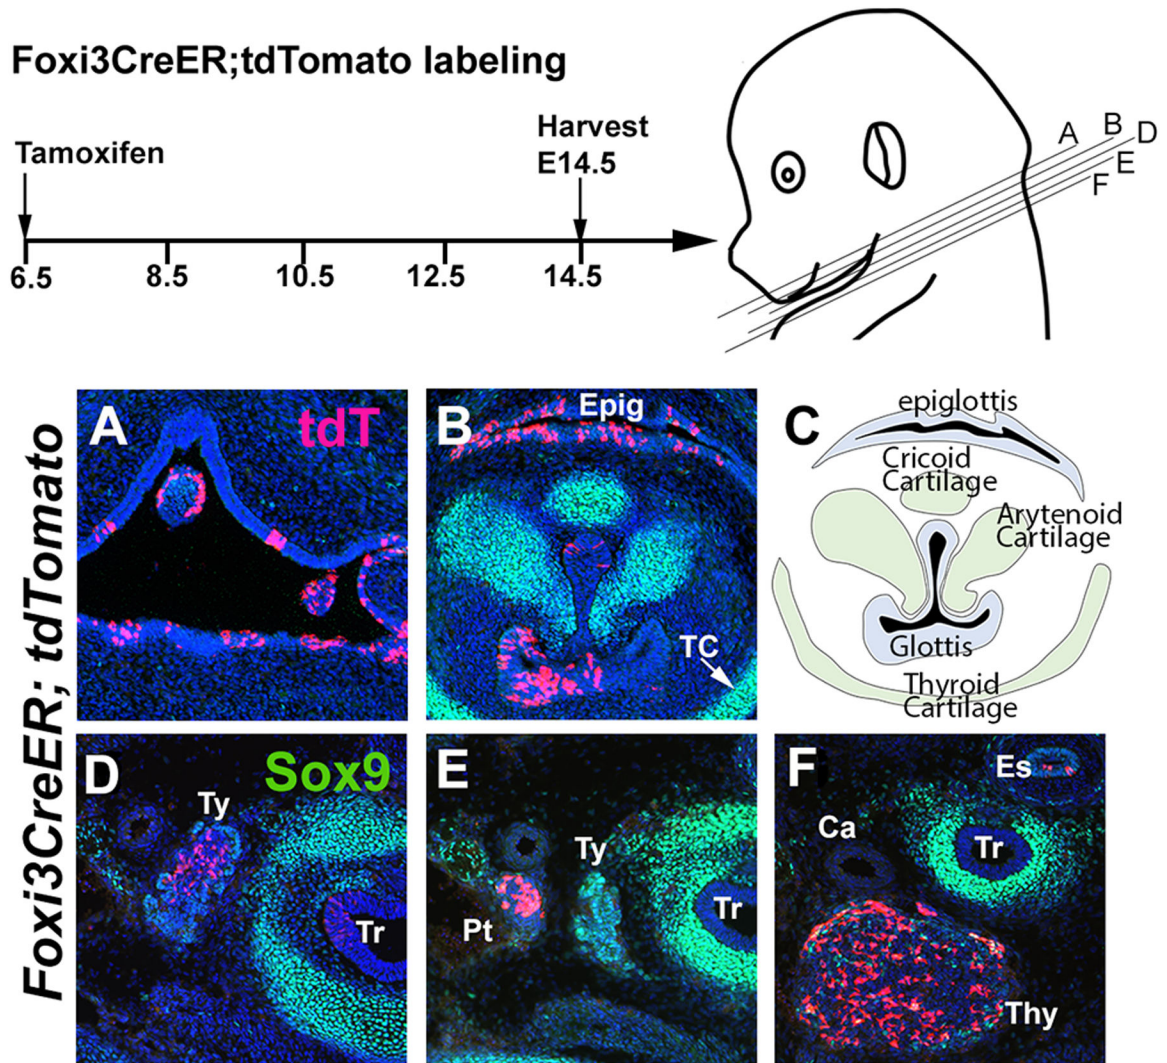 Foxi3CreER;tdTomato labeling
Tamoxifen
Harvest
E14.5
6.5
8.5
10.5
12.5
14.5
A
B
D
E
F
Foxi3CreER; tdTomato
A
tdT
B
Epig
TC
C
epiglottis
Cricoid
Cartilage
Arytenoid
Cartilage
Glottis
Thyroid
Cartilage
D
Sox9
Ty
Tr
E
Ty
Pt
Tr
F
Es
Ca
Tr
Thy